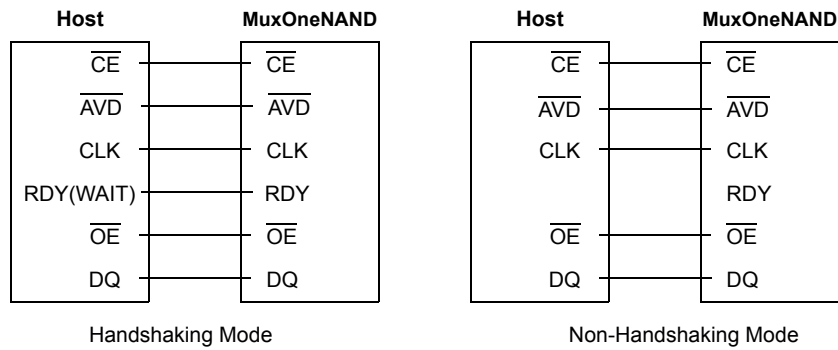 Host MuxOneNAND Host MuxOneNAND
CE CE CE CE
AVD AVD AVD AVD
CLK CLK CLK CLK
RDY(WAIT) RDY RDY
OE OE OE OE
DQ DQ DQ DQ
Handshaking Mode Non-Handshaking Mode